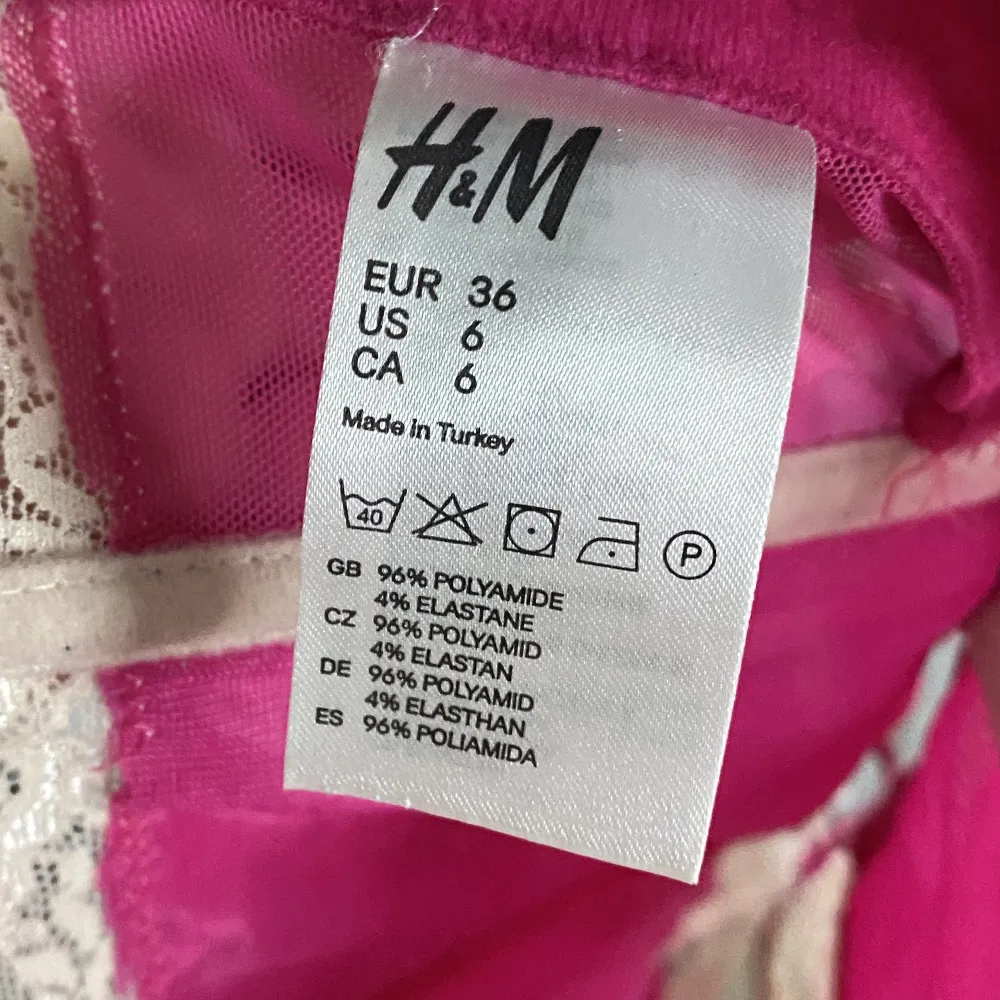 H&M
EUR 36
US 6
CA 6
Made in Turkey
40 P
GB 96% POLYAMIDE
4% ELASTANE
CZ 96% POLYAMID
4% ELASTAN
DE 96% POLYAMID
4% ELASTHAN
ES 96% POLIAMIDA